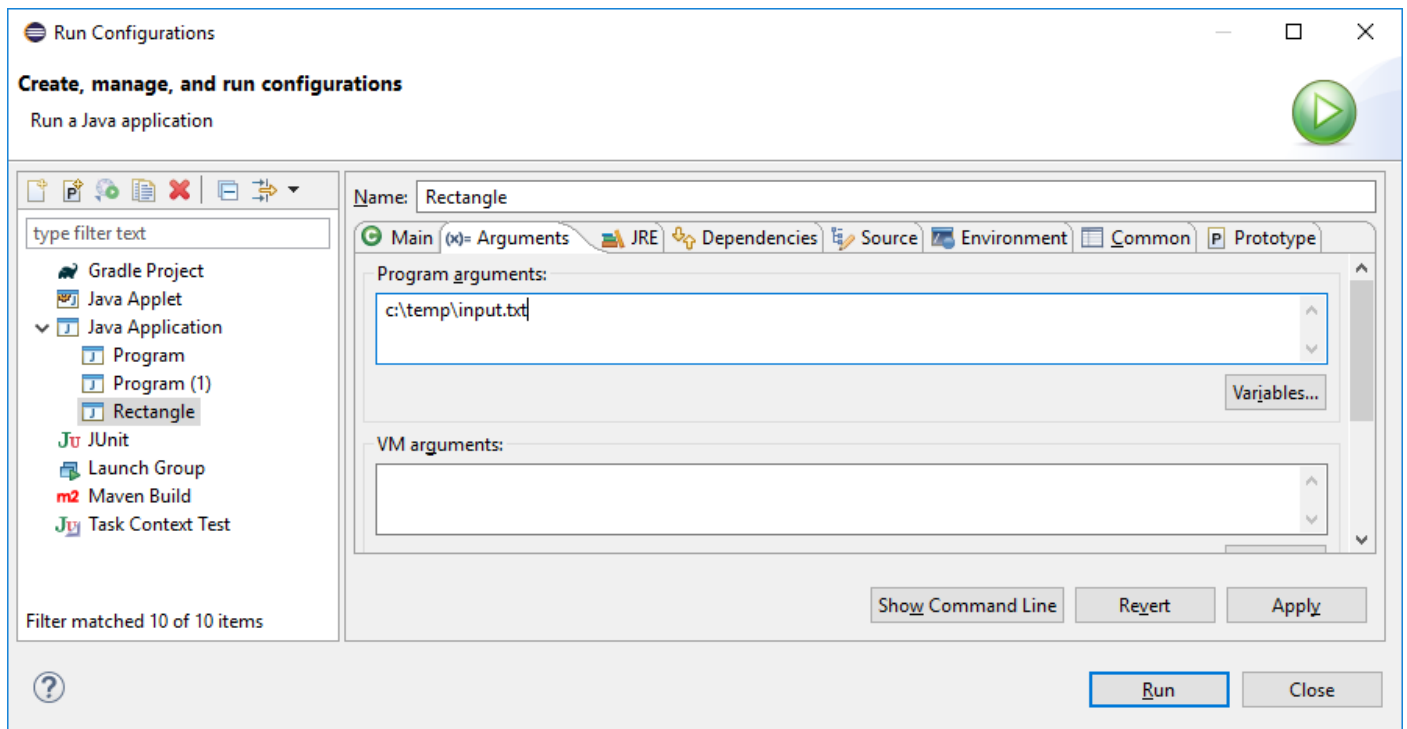 Run Configurations
Create, manage, and run configurations
Run a Java application
type filter text
Gradle Project
Java Applet
Java Application
Program
Program (1)
Rectangle
Ju JUnit
Launch Group
m2 Maven Build
Ju Task Context Test
Filter matched 10 of 10 items
Name: Rectangle
Main (x)= Arguments JRE Dependencies Source Environment Common P Prototype
Program arguments:
c:\temp\input.txt
Variables...
VM arguments:
Show Command Line Revert Apply
? Run Close